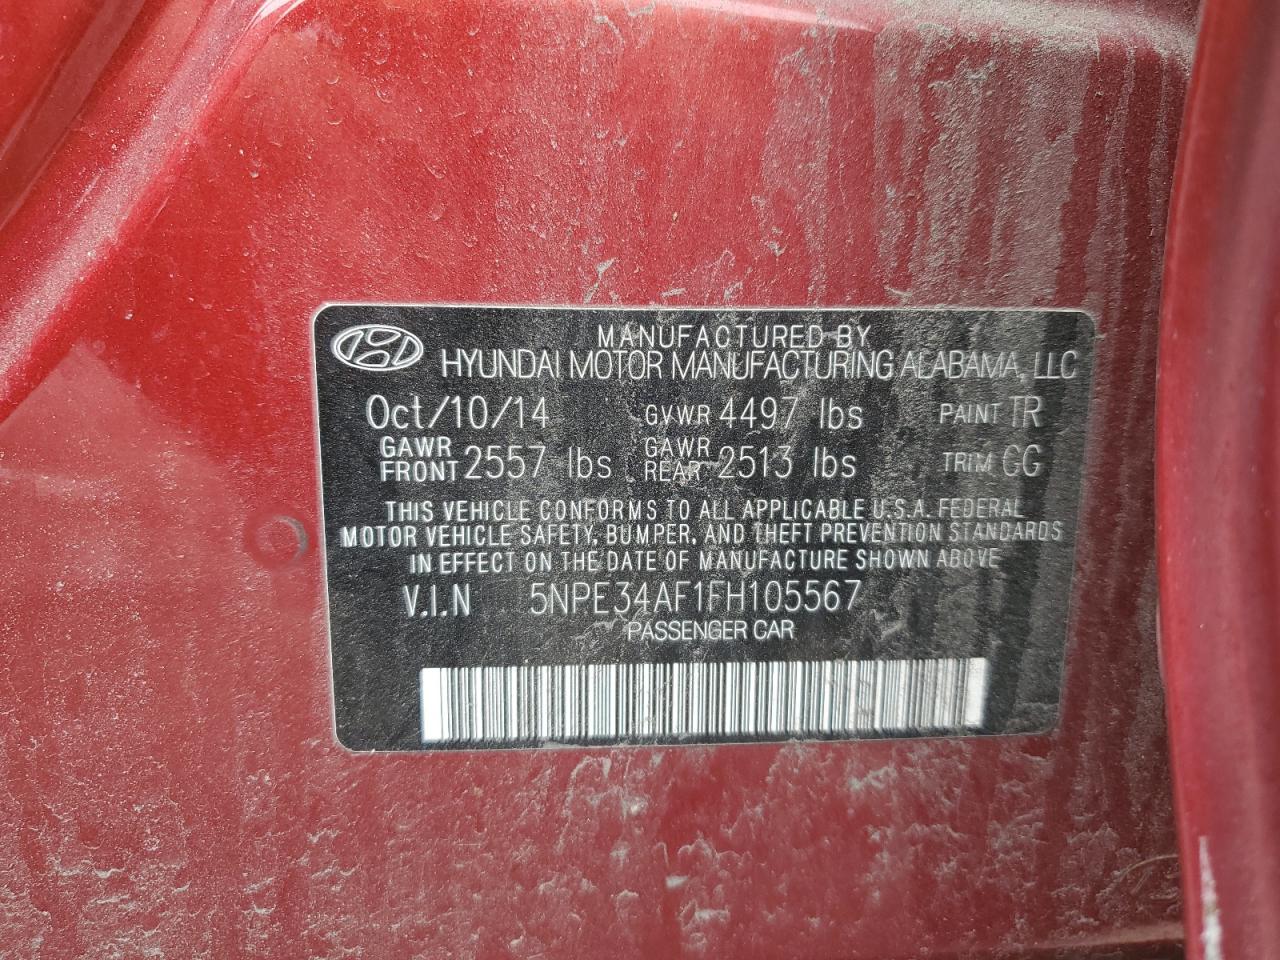 MANUFACTURED BY
HYUNDAI MOTOR MANUFACTURING ALABAMA, LLC
Oct/10/14 GVWR 4497 lbs PAINT TR
GAWR FRONT 2557 lbs GAWR REAR 2513 lbs TRIM GG
THIS VEHICLE CONFORMS TO ALL APPLICABLE U.S.A. FEDERAL
MOTOR VEHICLE SAFETY, BUMPER, AND THEFT PREVENTION STANDARDS
IN EFFECT ON THE DATE OF MANUFACTURE SHOWN ABOVE
V.I.N 5NPE34AF1FH105567
PASSENGER CAR